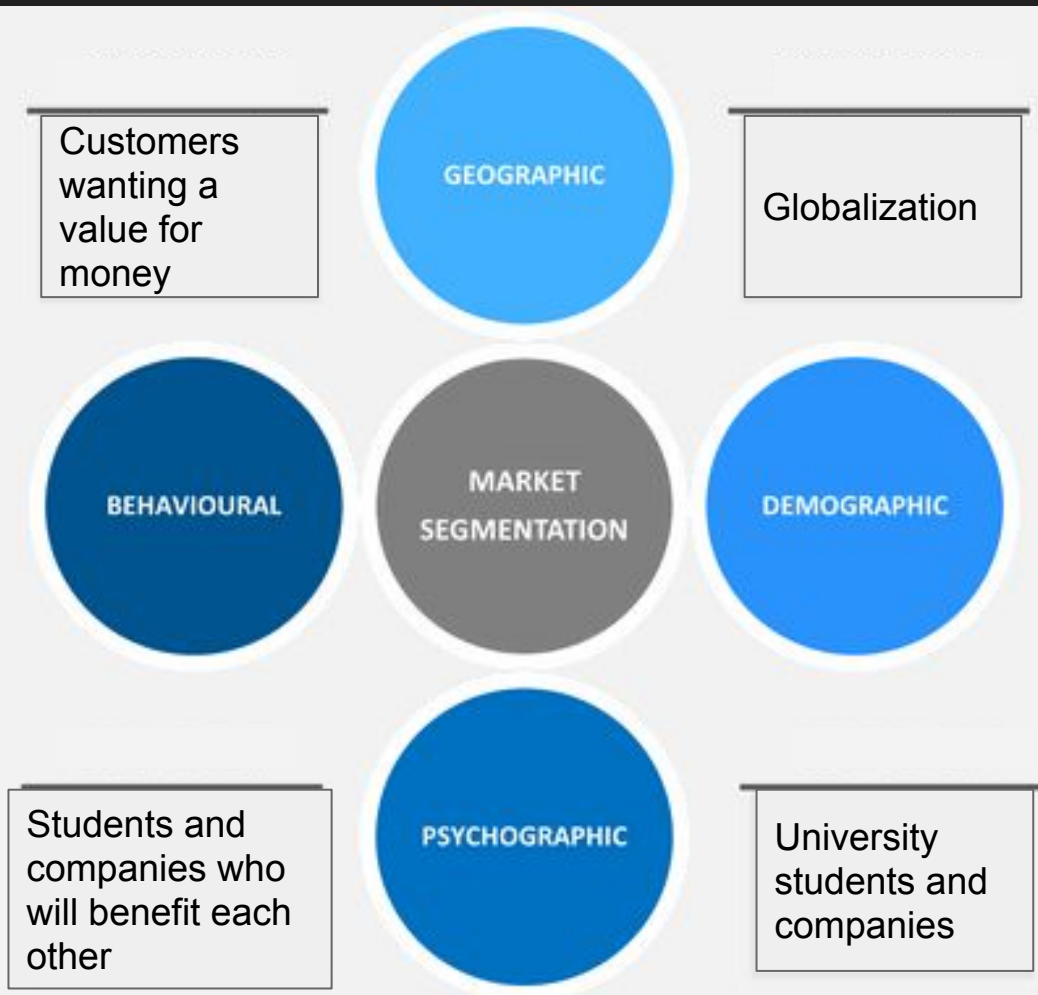 Customers
wanting a
value for
money
GEOGRAPHIC
Globalization
BEHAVIOURAL
MARKET
SEGMENTATION
DEMOGRAPHIC
Students and
companies who
will benefit each
other
PSYCHOGRAPHIC
University
students and
companies